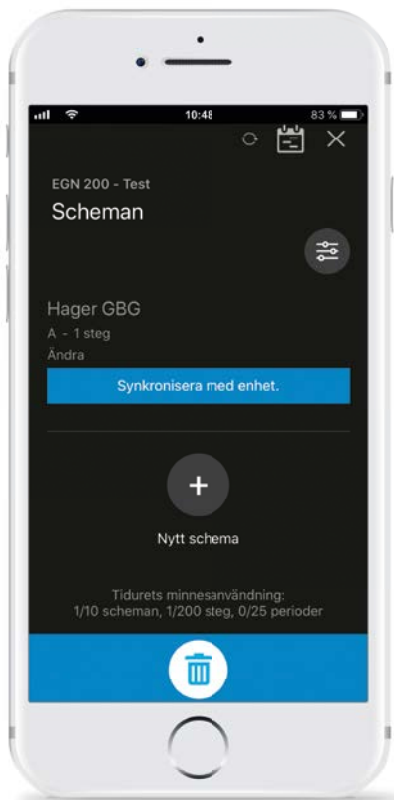 10:48
83 %
EGN 200 - Test
Scheman
Hager GBG
A - 1 steg
Ändra
Synkronisera med enhet.
Nytt schema
Tidurets minnesanvändning:
1/10 scheman, 1/200 steg, 0/25 perioder